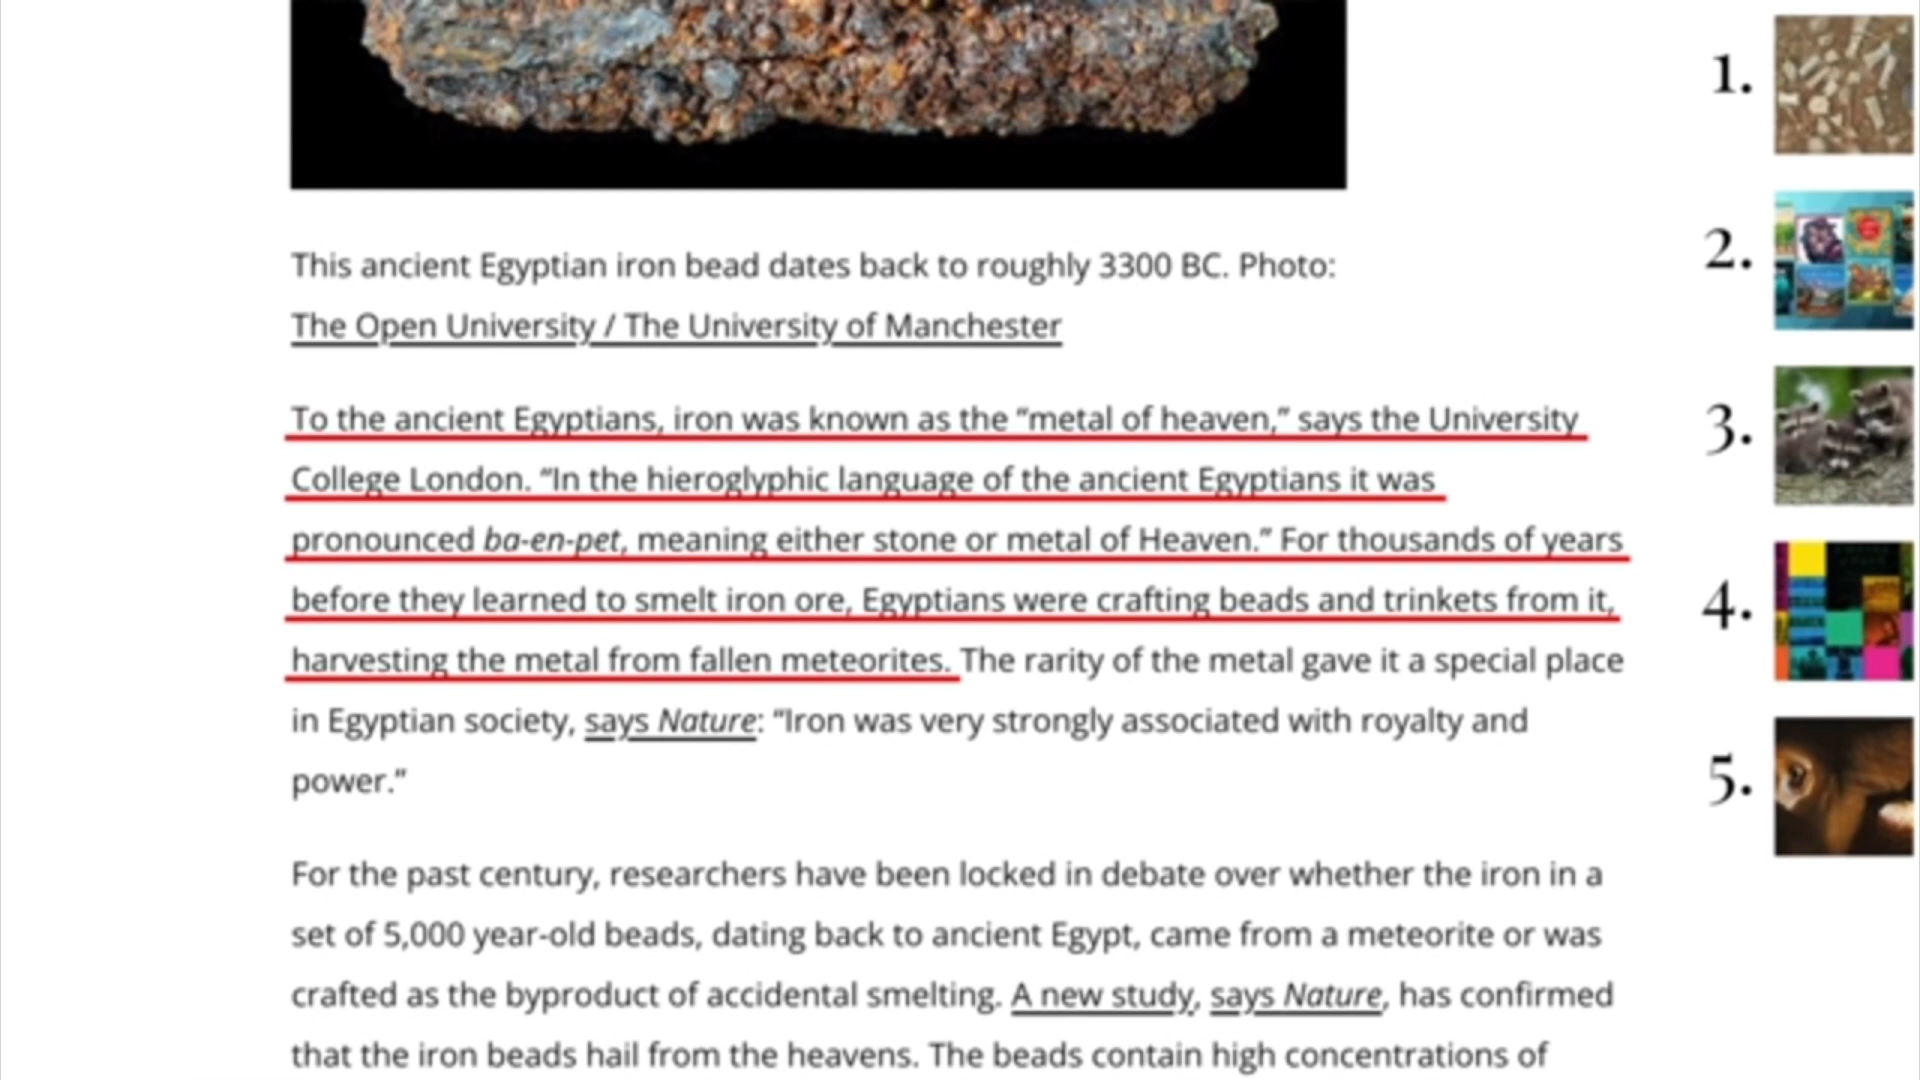 This ancient Egyptian iron bead dates back to roughly 3300 BC. Photo:
The Open University / The University of Manchester
To the ancient Egyptians, iron was known as the “metal of heaven,” says the University
College London. “In the hieroglyphic language of the ancient Egyptians it was
pronounced ba-en-pet, meaning either stone or metal of Heaven.” For thousands of years
before they learned to smelt iron ore, Egyptians were crafting beads and trinkets from it,
harvesting the metal from fallen meteorites. The rarity of the metal gave it a special place
in Egyptian society, says Nature: “Iron was very strongly associated with royalty and
power.”
For the past century, researchers have been locked in debate over whether the iron in a
set of 5,000 year-old beads, dating back to ancient Egypt, came from a meteorite or was
crafted as the byproduct of accidental smelting. A new study, says Nature, has confirmed
that the iron beads hail from the heavens. The beads contain high concentrations of
1.
2.
3.
4.
5.